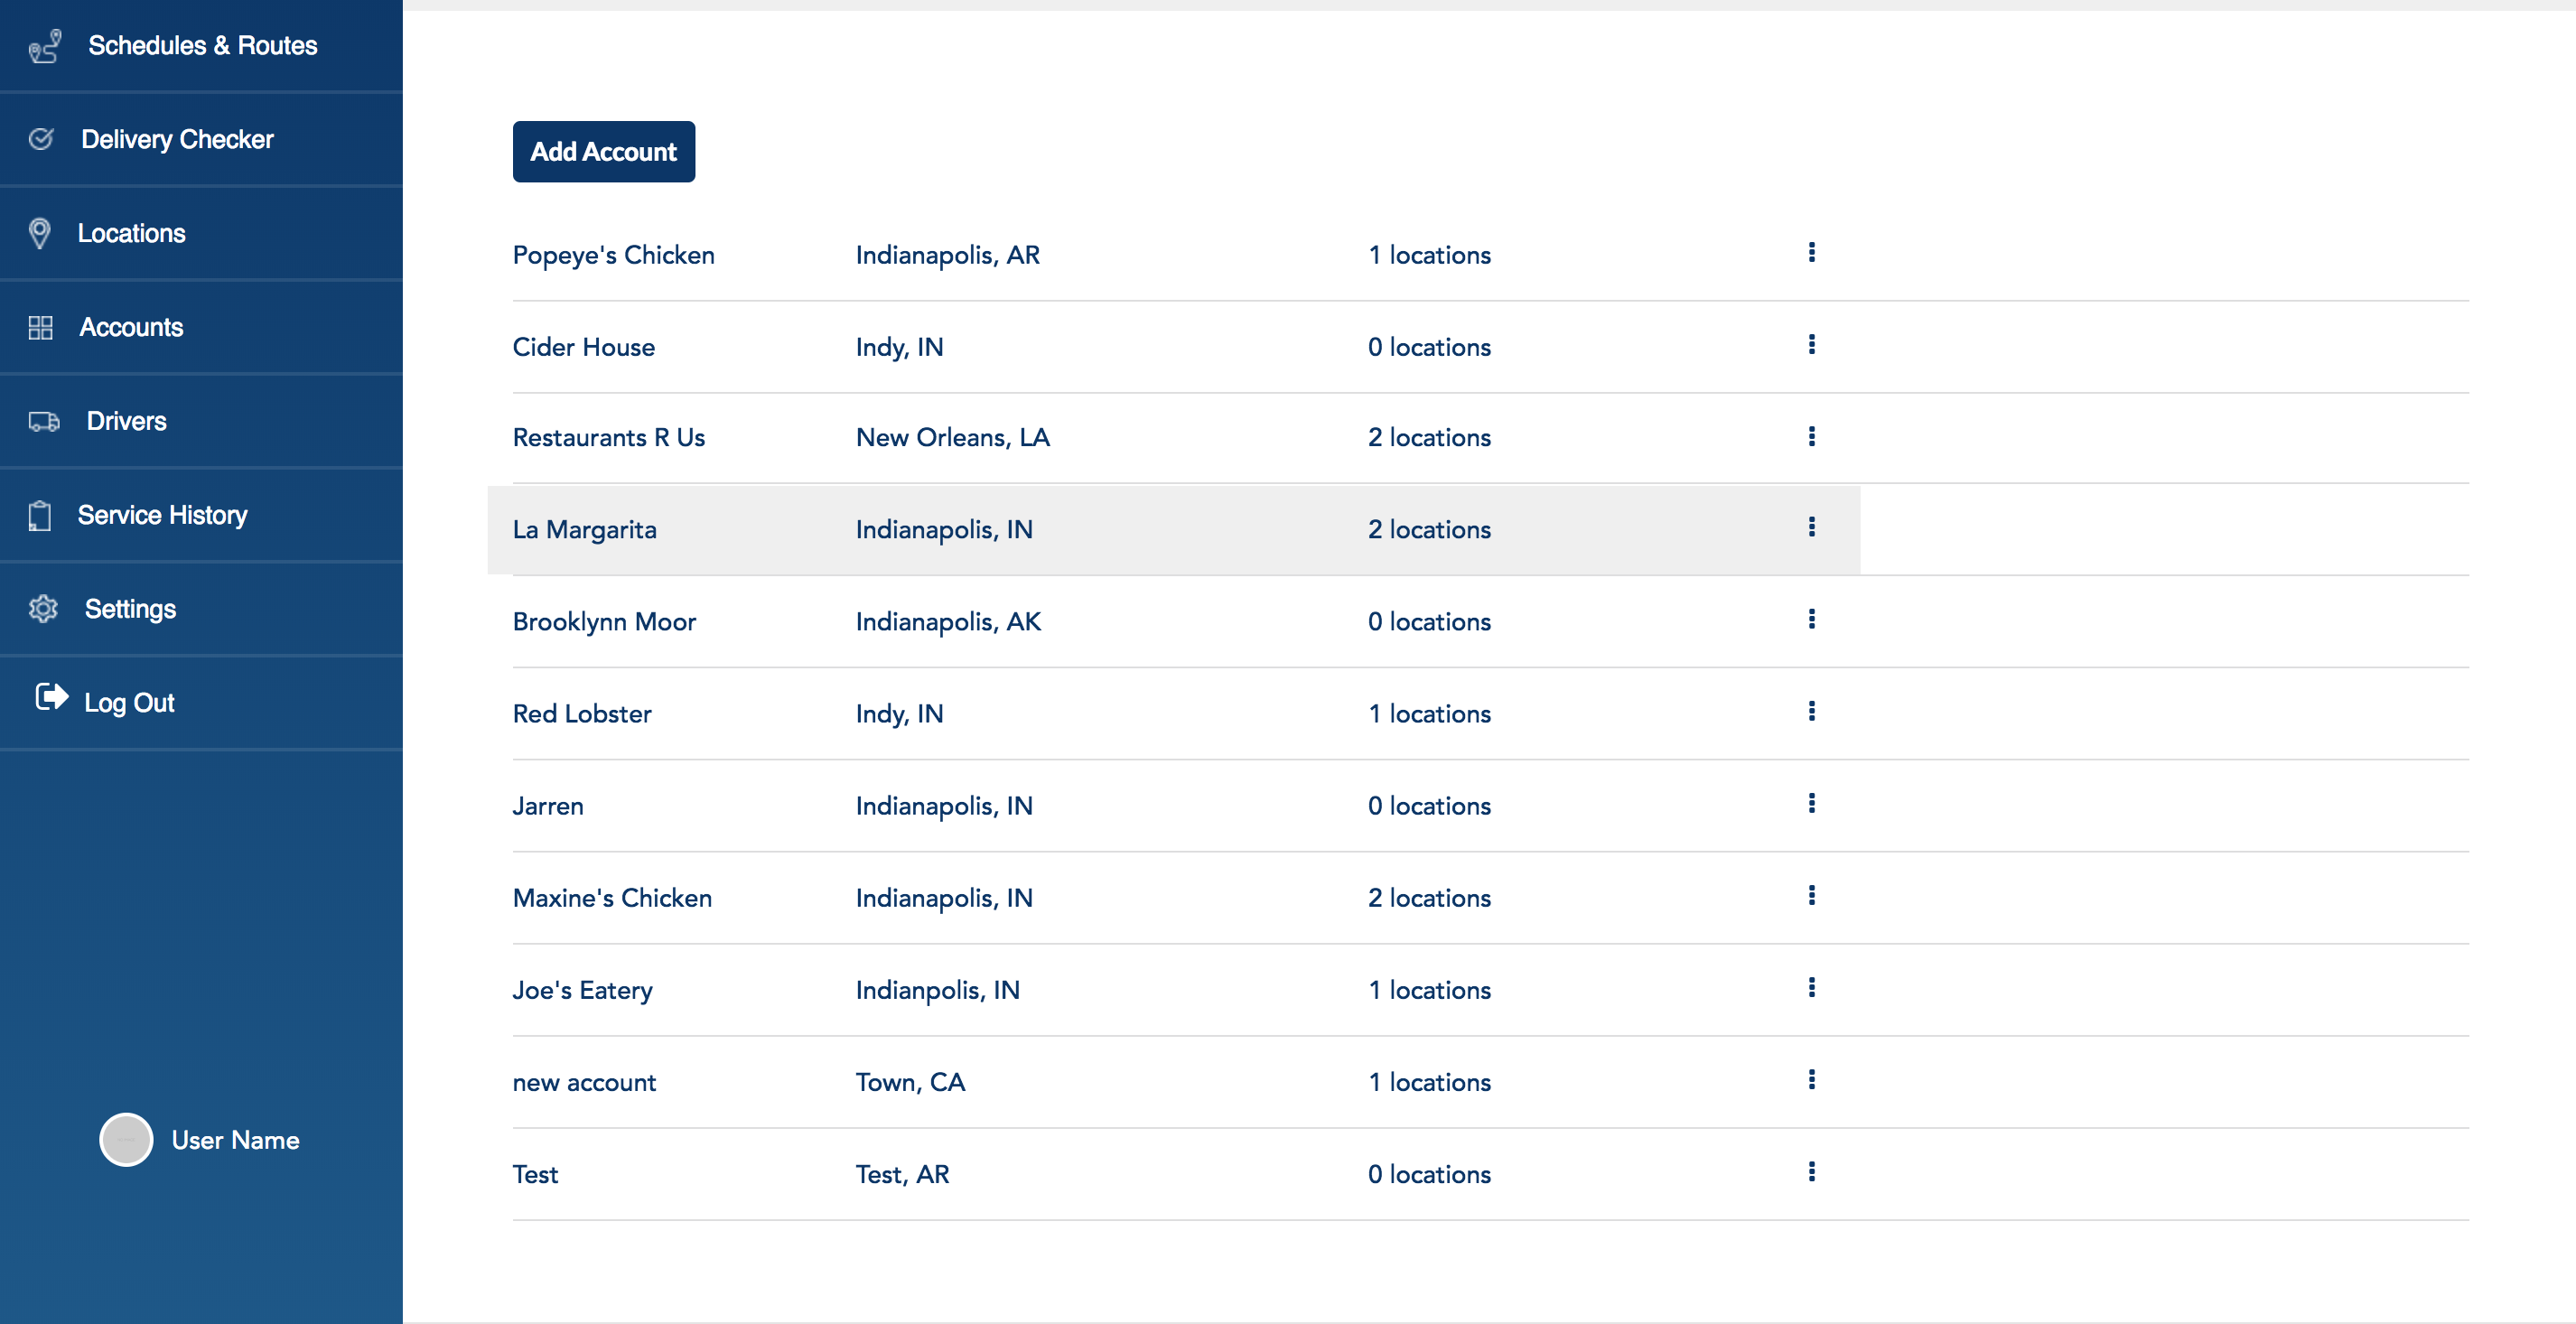 Schedules & Routes
Delivery Checker
Locations
Accounts
Drivers
Service History
Settings
Log Out
User Name
Add Account
Popeye's Chicken Indianapolis, AR 1 locations
Cider House Indy, IN 0 locations
Restaurants R Us New Orleans, LA 2 locations
La Margarita Indianapolis, IN 2 locations
Brooklynn Moor Indianapolis, AK 0 locations
Red Lobster Indy, IN 1 locations
Jarren Indianapolis, IN 0 locations
Maxine's Chicken Indianapolis, IN 2 locations
Joe's Eatery Indianpolis, IN 1 locations
new account Town, CA 1 locations
Test Test, AR 0 locations